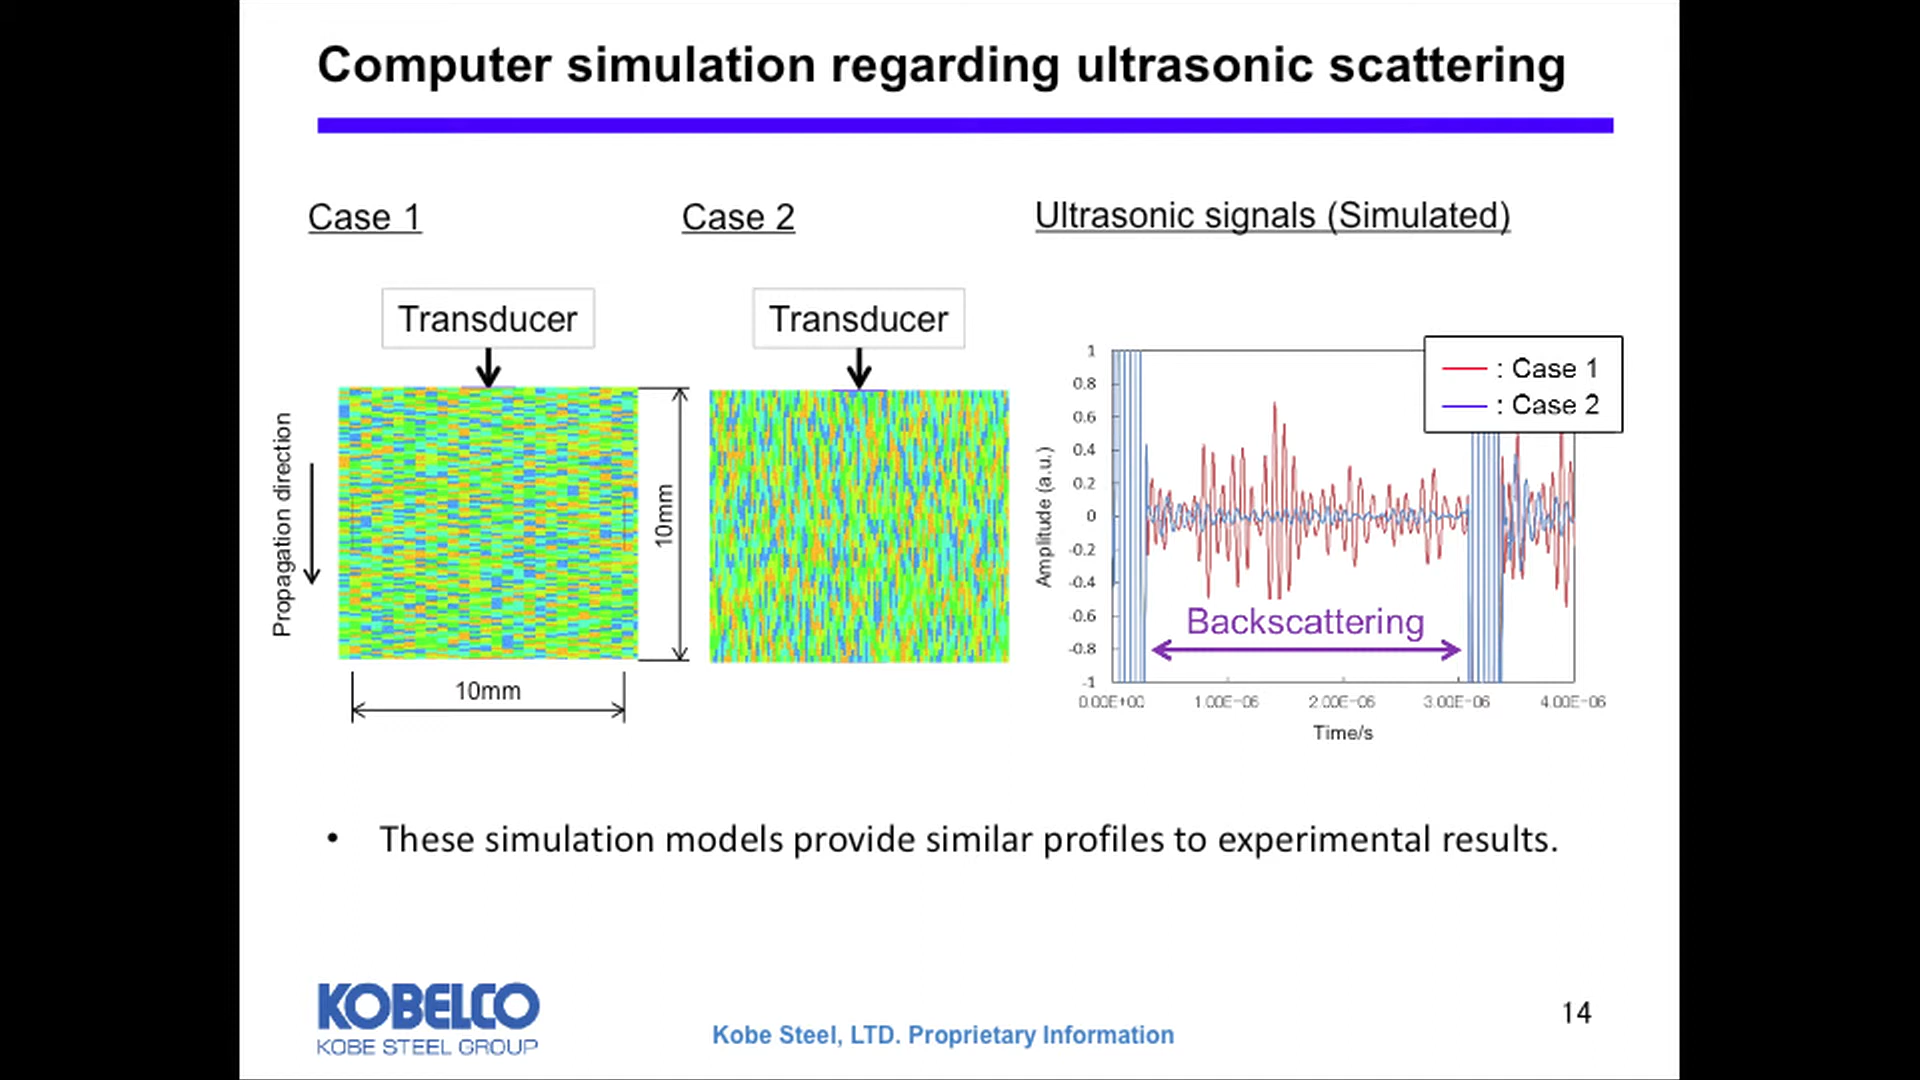 Computer simulation regarding ultrasonic scattering
Case 1
Case 2
Ultrasonic signals (Simulated)
Transducer
Transducer
Propagation direction
10mm
10mm
: Case 1
: Case 2
Amplitude (a.u.)
1
0.8
0.6
0.4
0.2
0
-0.2
-0.4
-0.6
-0.8
-1
Backscattering
0.00E+00 1.00E-06 2.00E-06 3.00E-06 4.00E-06
Time/s
• These simulation models provide similar profiles to experimental results.
KOBELCO
KOBE STEEL GROUP
Kobe Steel, LTD. Proprietary Information
14